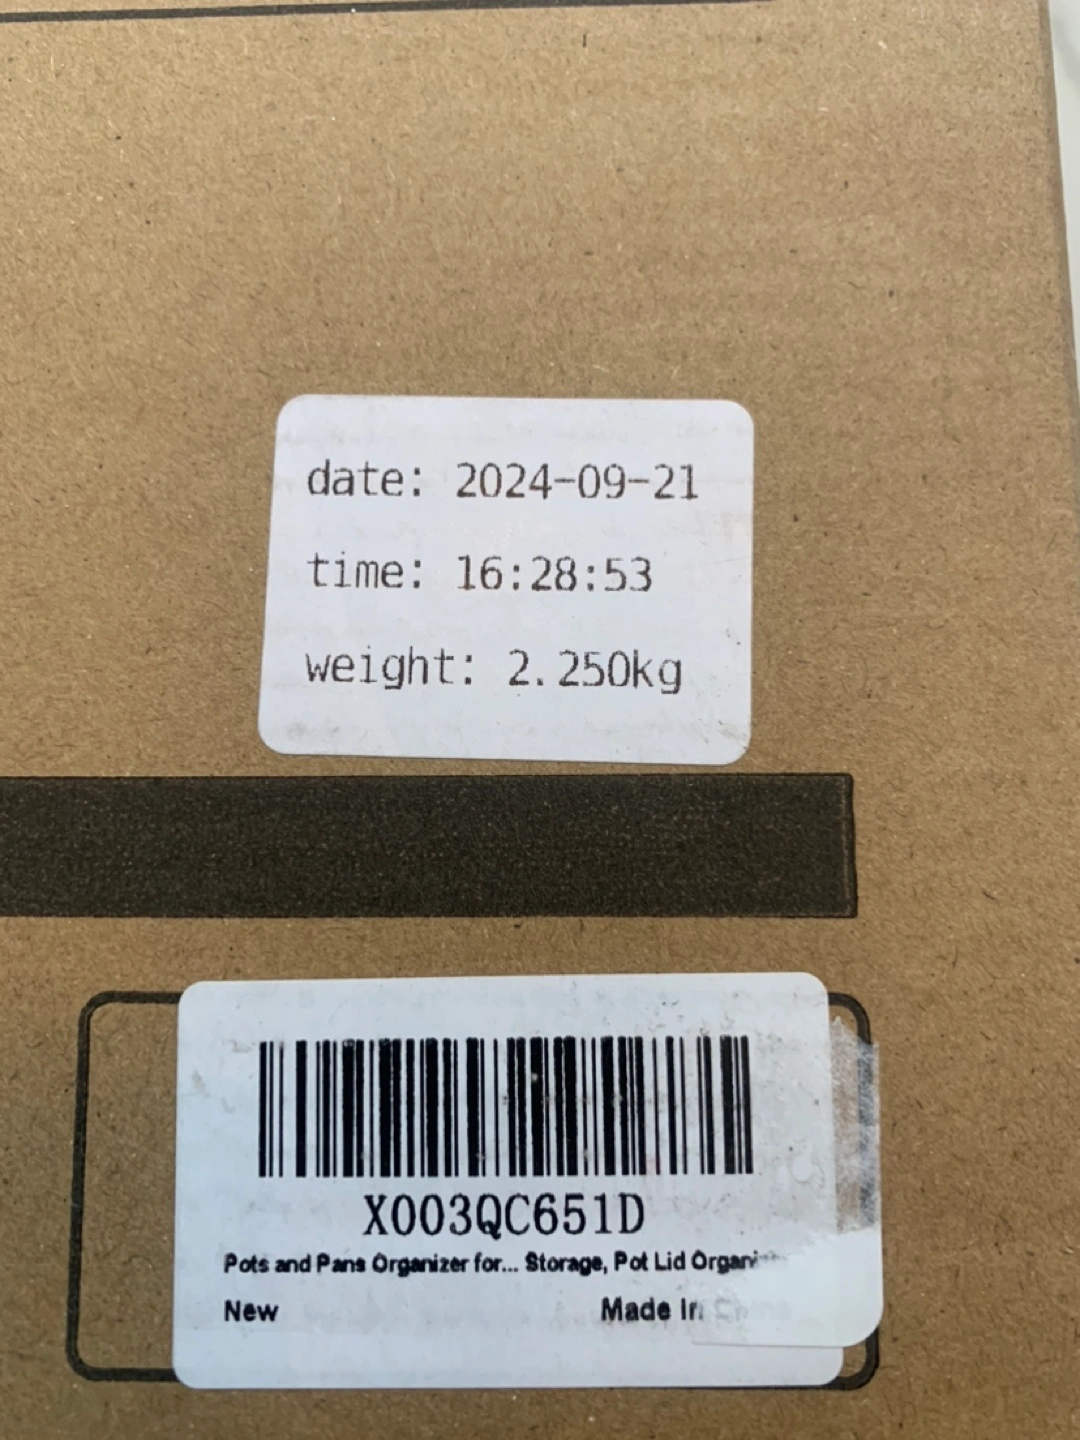 date: 2024-09-21
time: 16:28:53
weight: 2.250kg
X003QC651D
Pots and Pans Organizer for... Storage, Pot Lid
New
Made In